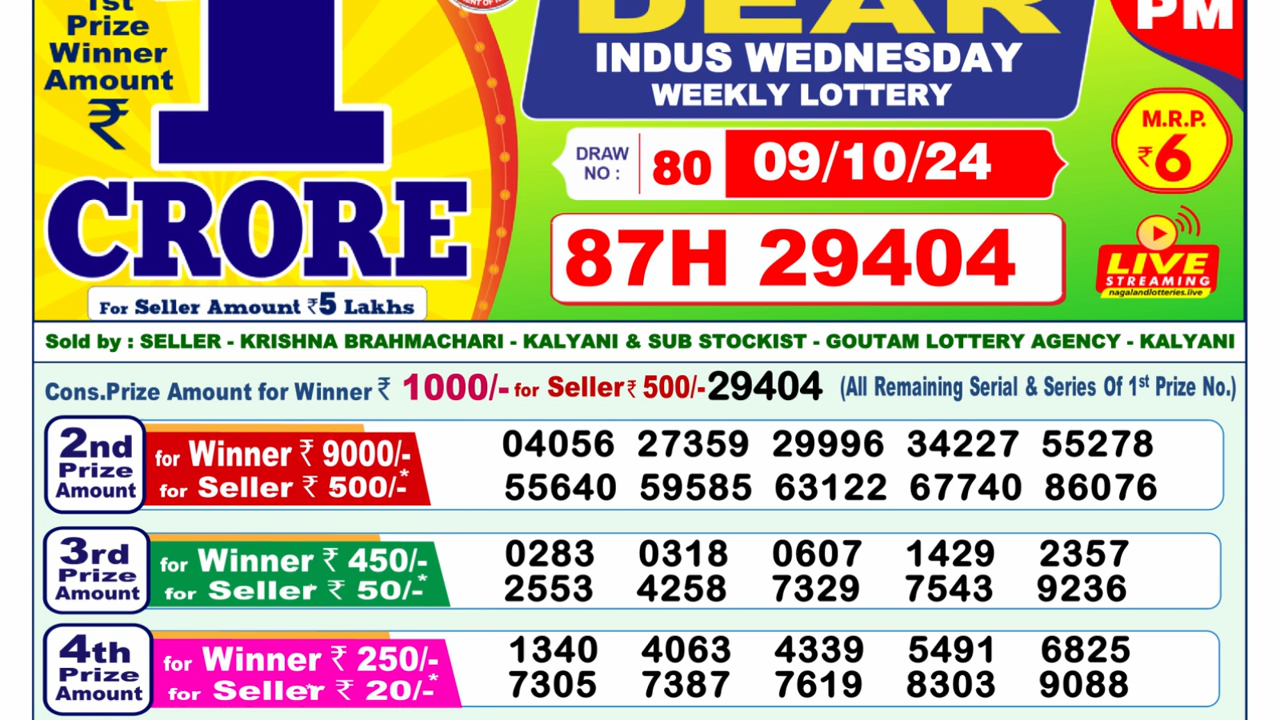 1st
Prize
Winner
Amount
₹
1
CRORE
For Seller Amount ₹5 Lakhs
DEAR
INDUS WEDNESDAY
WEEKLY LOTTERY
PM
DRAW
NO :
80
09/10/24
M.R.P.
₹6
87H 29404
LIVE
STREAMING
nagalandlotteries.live
Sold by : SELLER - KRISHNA BRAHMACHARI - KALYANI & SUB STOCKIST - GOUTAM LOTTERY AGENCY - KALYANI
Cons.Prize Amount for Winner ₹ 1000/- for Seller ₹ 500/- 29404 (All Remaining Serial & Series Of 1st Prize No.)
2nd
Prize
Amount
for Winner ₹ 9000/-
for Seller ₹ 500/-*
04056 27359 29996 34227 55278
55640 59585 63122 67740 86076
3rd
Prize
Amount
for Winner ₹ 450/-
for Seller ₹ 50/-*
0283 0318 0607 1429 2357
2553 4258 7329 7543 9236
4th
Prize
Amount
for Winner ₹ 250/-
for Seller ₹ 20/-*
1340 4063 4339 5491 6825
7305 7387 7619 8303 9088